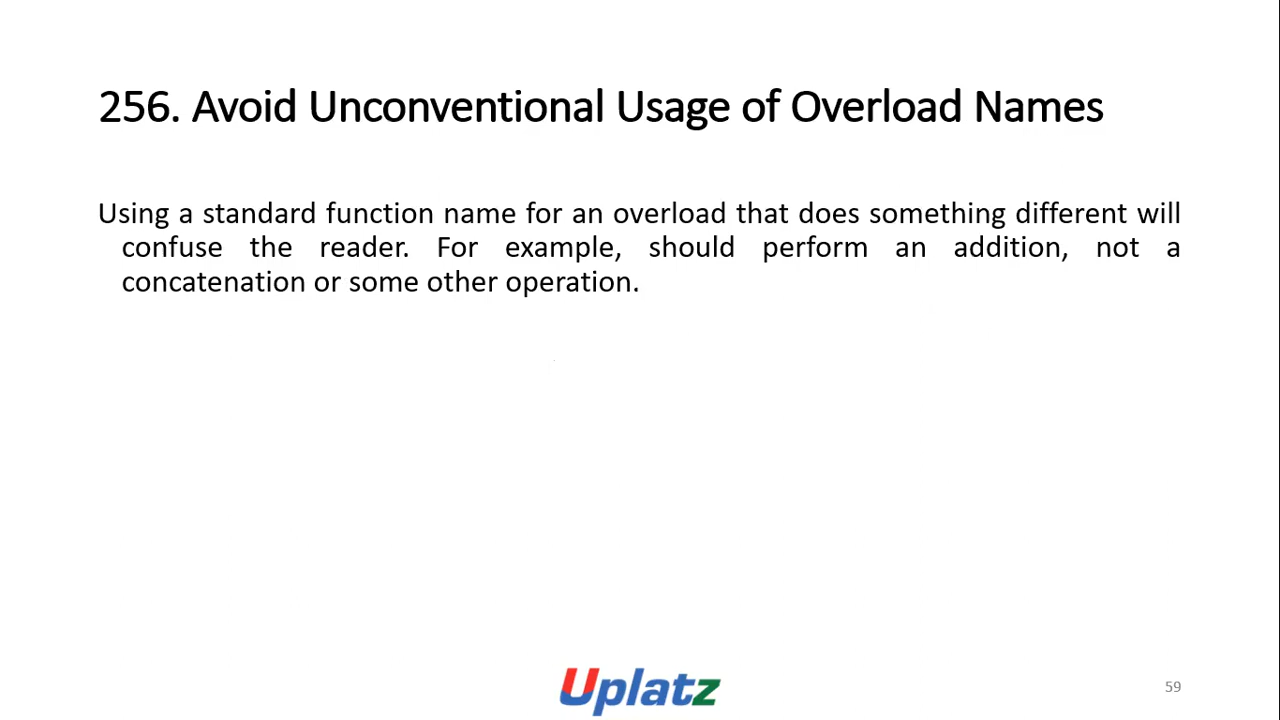 256. Avoid Unconventional Usage of Overload Names
Using a standard function name for an overload that does something different will
confuse the reader. For example, should perform an addition, not a
concatenation or some other operation.
Uplatz
59